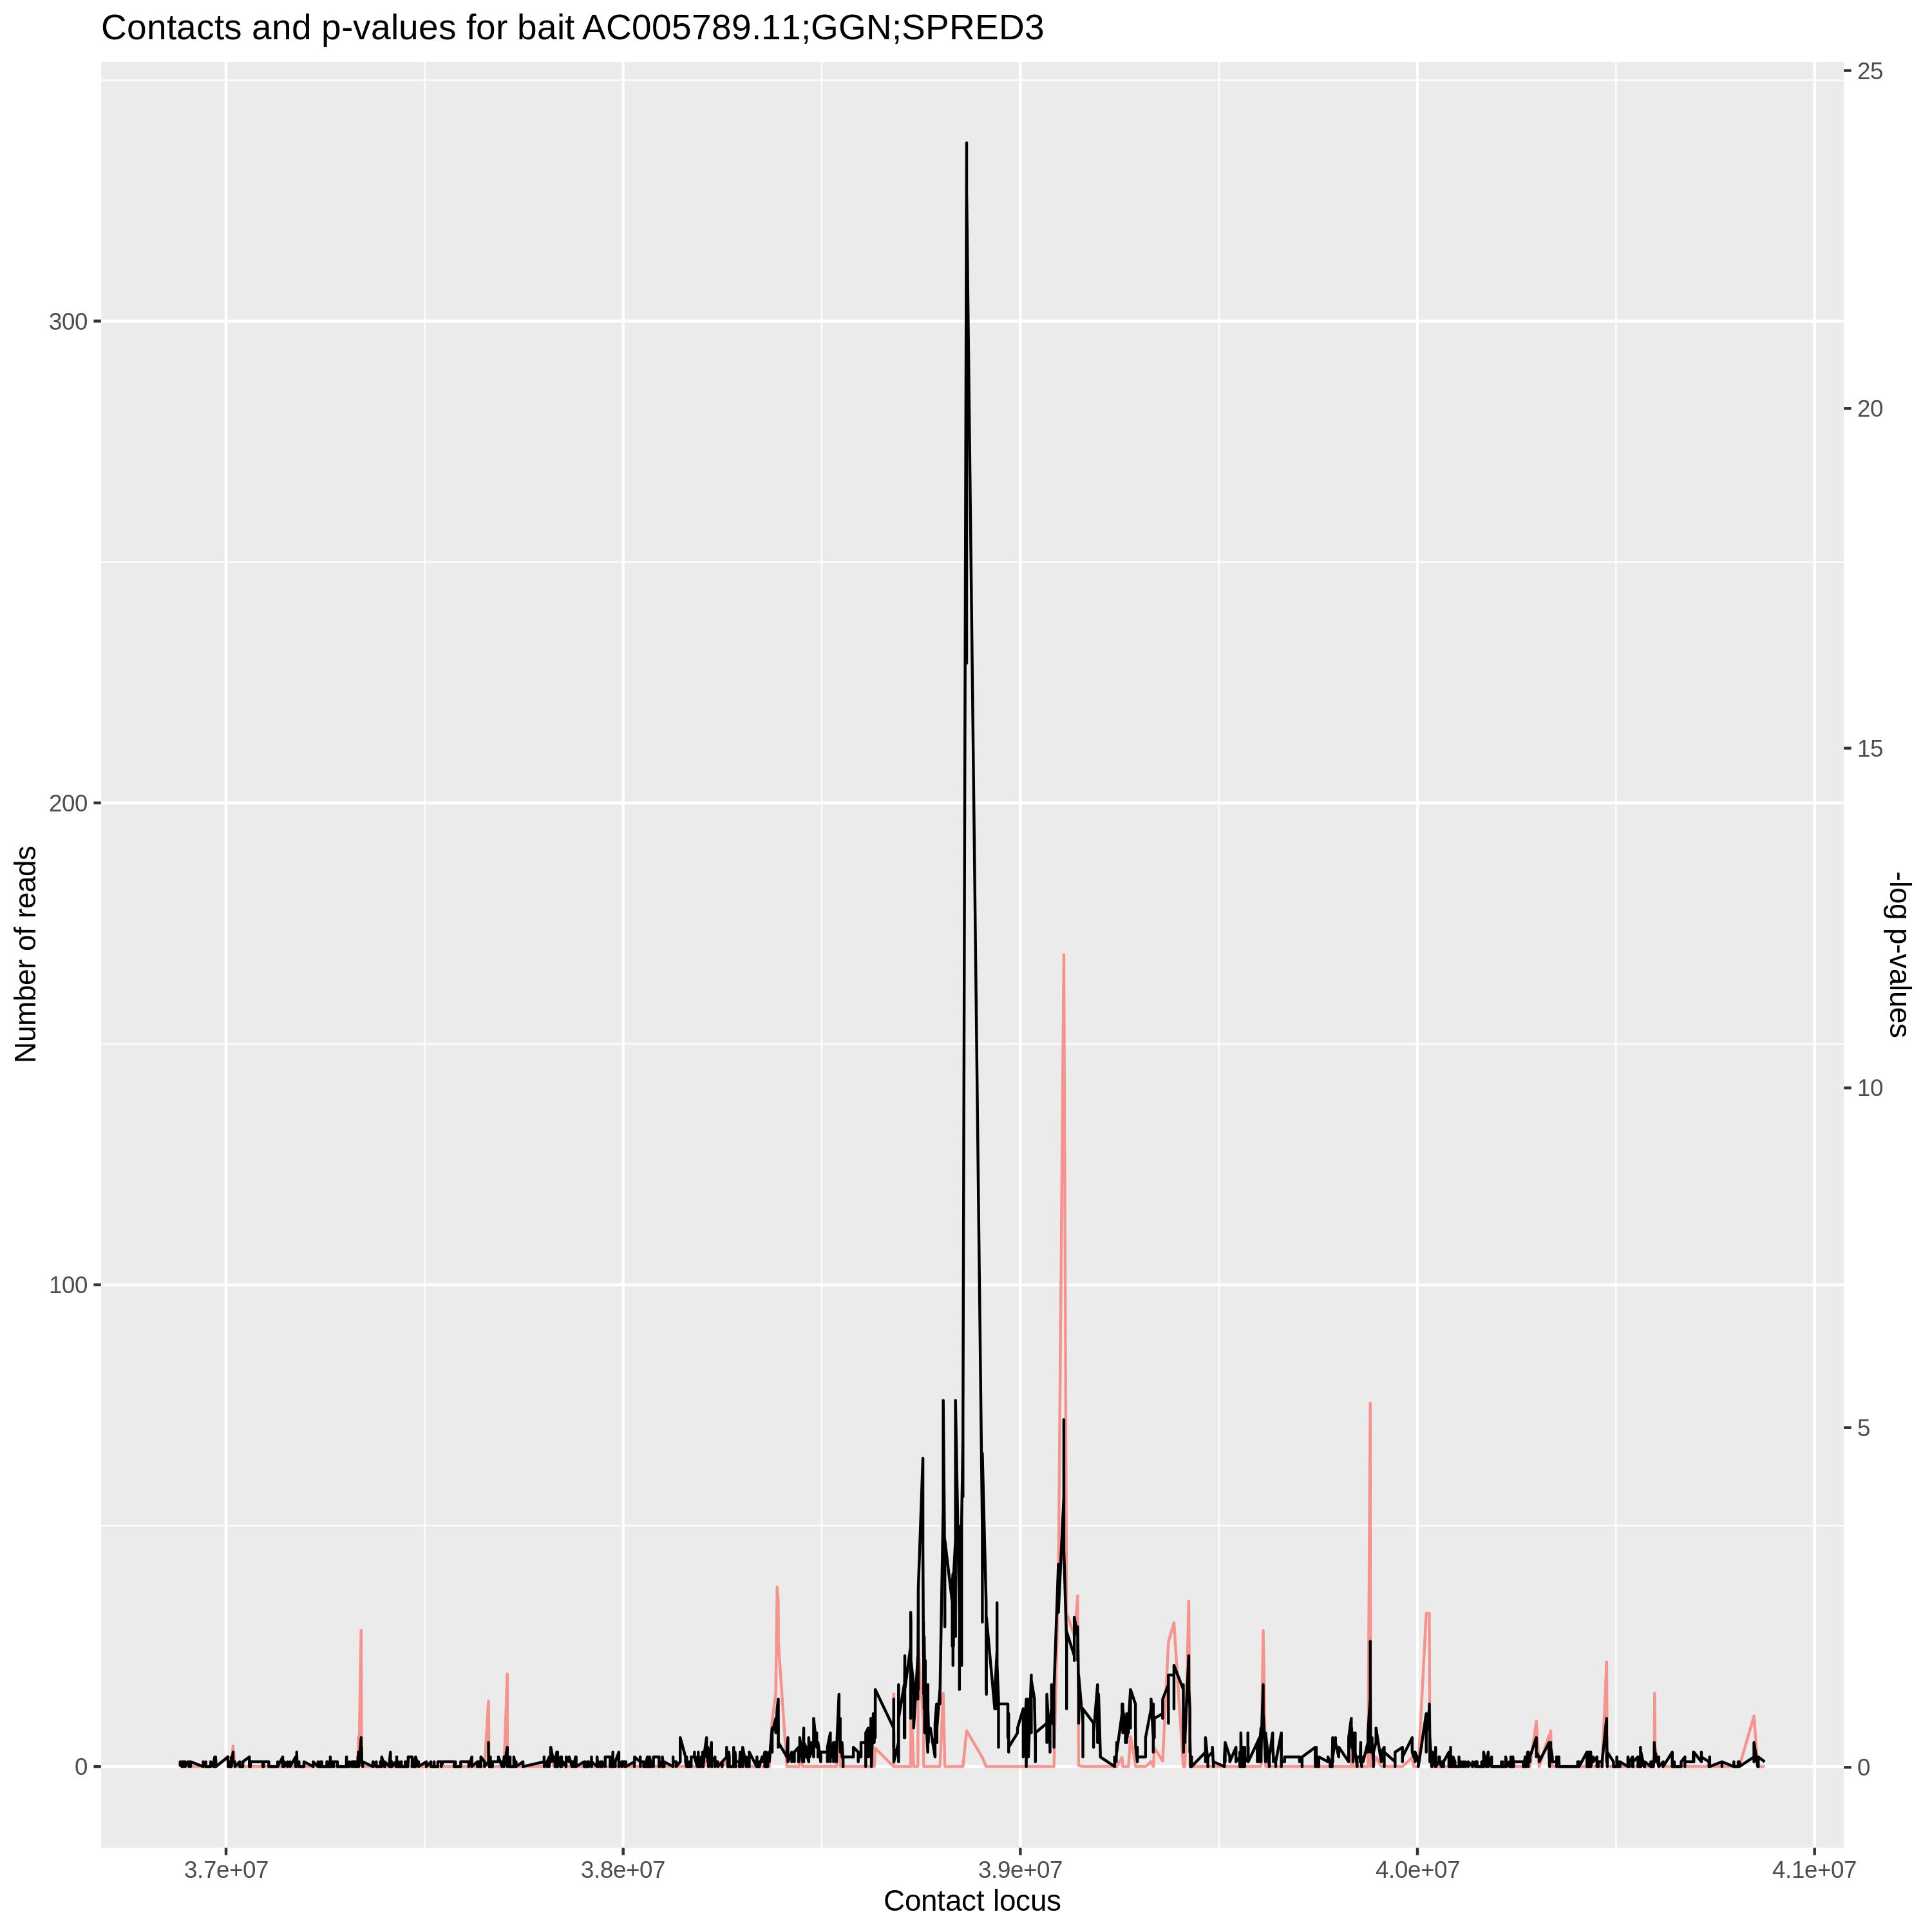 Contacts and p-values for bait AC005789.11;GGN;SPRED3
25
300
20
200
15
Number of reads
-log p-values
10
100
5
0
0
3.7e+07
3.8e+07
3.9e+07
4.0e+07
4.1e+07
Contact locus